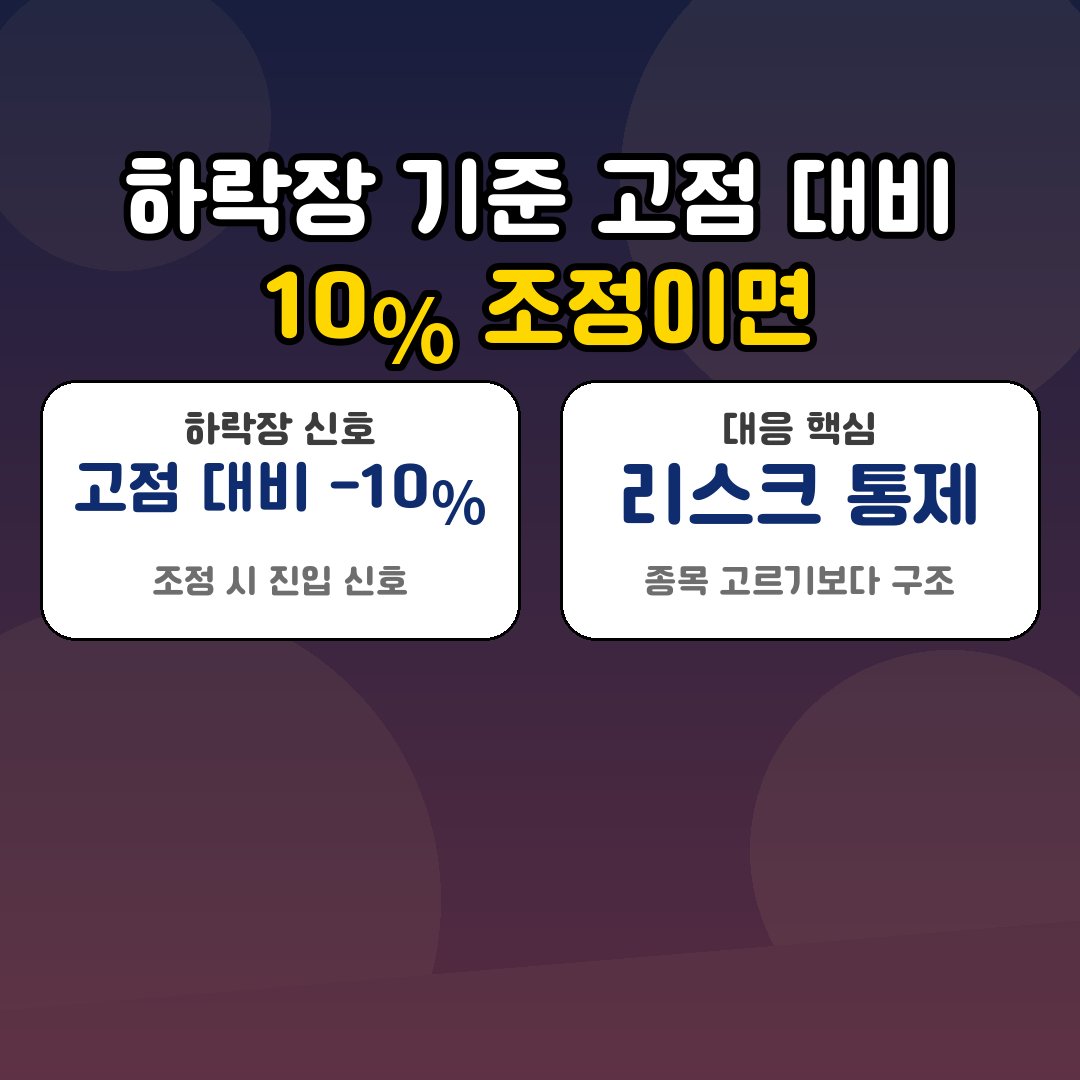 하락장 기준 고점 대비
10% 조정이면
하락장 신호
고점 대비 -10%
조정 시 진입 신호
대응 핵심
리스크 통제
종목 고르기보다 구조